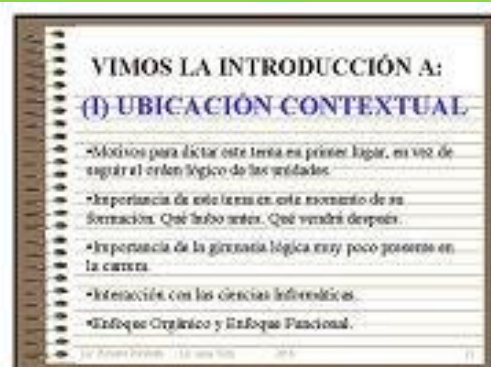 VIMOS LA INTRODUCCIÓN A:
(I) UBICACIÓN CONTEXTUAL
•Motivos para dictar este tema en primer lugar, en vez de
seguir el orden lógico de las unidades.
•Importancia de este tema en este momento de su
formación. Qué hubo antes. Qué vendrá después.
•Importancia de la gimnasia lógica muy poco presente en
la carrera.
•Interacción con las ciencias Informáticas.
•Enfoque Orgánico y Enfoque Funcional.